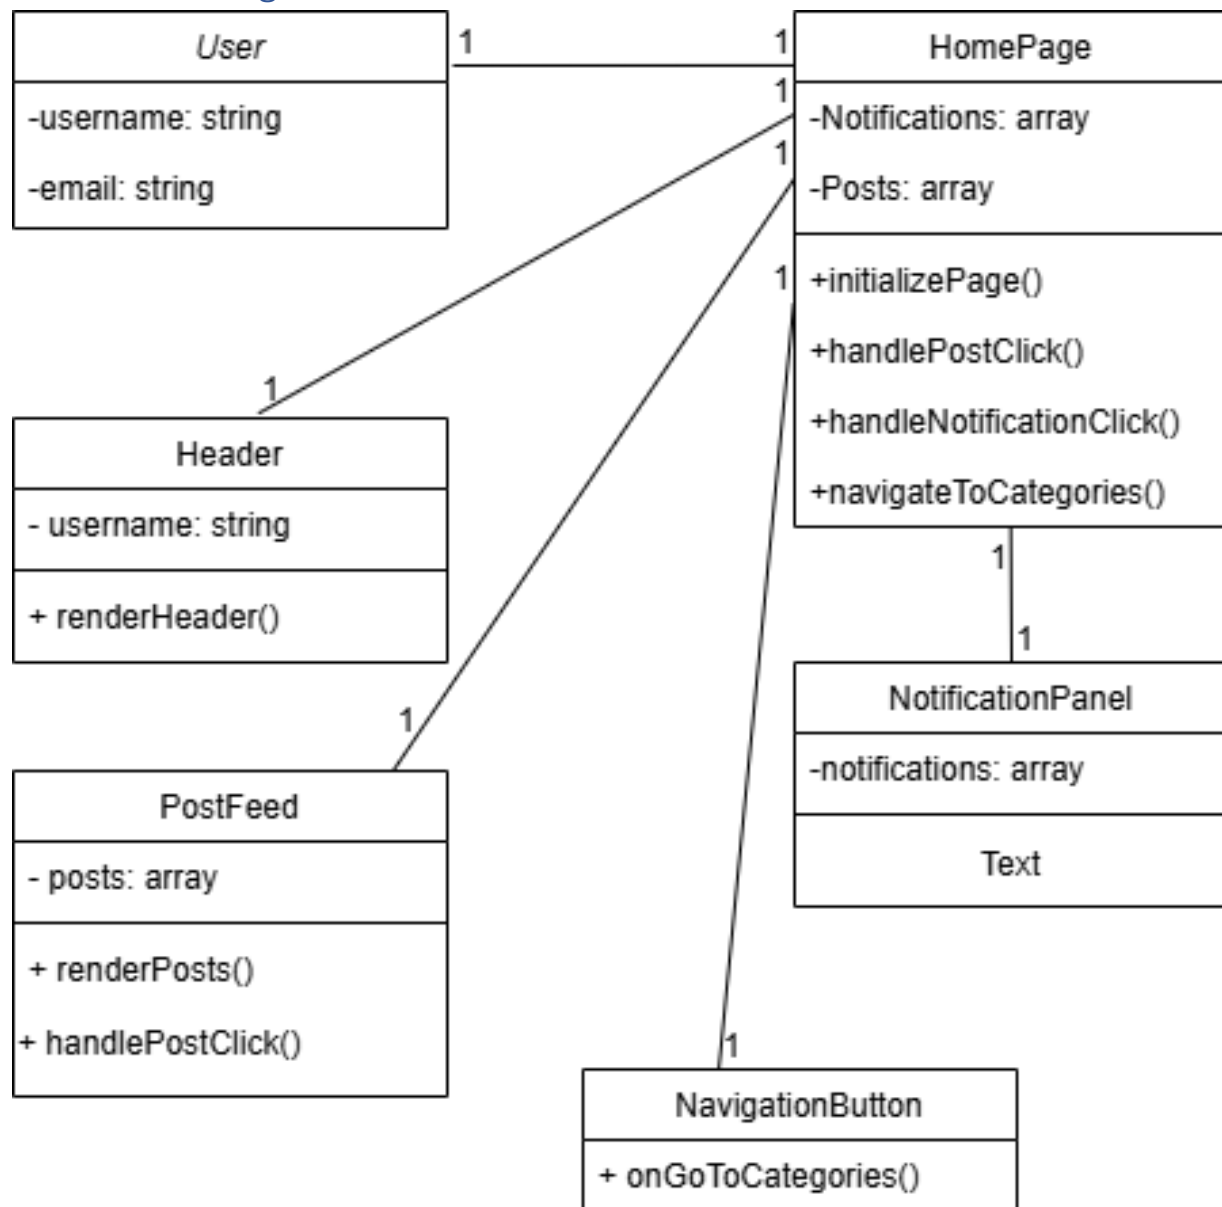 User
-username: string
-email: string
1
1
HomePage
-Notifications: array
-Posts: array
+initializePage()
+handlePostClick()
+handleNotificationClick()
+navigateToCategories()
1
1
1
1
Header
- username: string
+ renderHeader()
1
1
NotificationPanel
-notifications: array
Text
1
PostFeed
- posts: array
+ renderPosts()
+ handlePostClick()
1
NavigationButton
+ onGoToCategories()